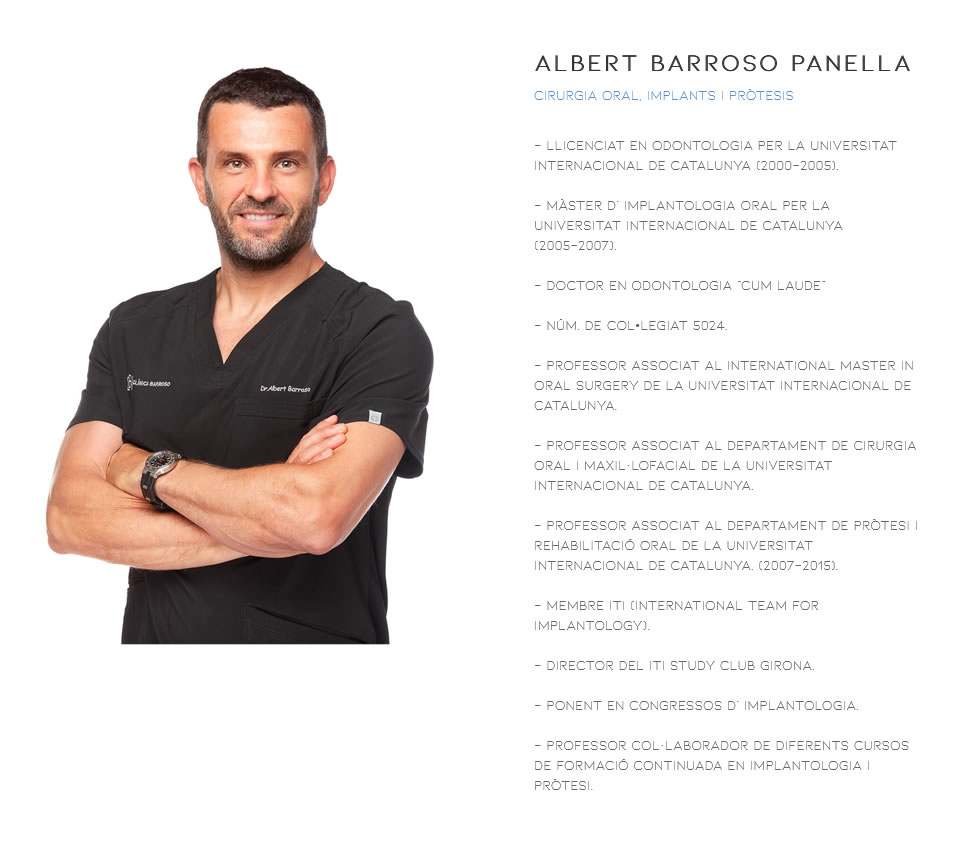 ALBERT BARROSO PANELLA
CIRURGIA ORAL, IMPLANTS I PRÒTESIS
- LLICENCIAT EN ODONTOLOGIA PER LA UNIVERSITAT
INTERNACIONAL DE CATALUNYA (2000-2005).
- MÀSTER D' IMPLANTOLOGIA ORAL PER LA
UNIVERSITAT INTERNACIONAL DE CATALUNYA
(2005-2007).
- DOCTOR EN ODONTOLOGIA "CUM LAUDE"
- NÚM. DE COL•LEGIAT 5024.
- PROFESSOR ASSOCIAT AL INTERNATIONAL MASTER IN
ORAL SURGERY DE LA UNIVERSITAT INTERNACIONAL DE
CATALUNYA.
- PROFESSOR ASSOCIAT AL DEPARTAMENT DE CIRURGIA
ORAL I MAXIL·LOFACIAL DE LA UNIVERSITAT
INTERNACIONAL DE CATALUNYA.
- PROFESSOR ASSOCIAT AL DEPARTAMENT DE PRÒTESI I
REHABILITACIÓ ORAL DE LA UNIVERSITAT
INTERNACIONAL DE CATALUNYA. (2007-2015).
- MEMBRE ITI (INTERNATIONAL TEAM FOR
IMPLANTOLOGY).
- DIRECTOR DEL ITI STUDY CLUB GIRONA.
- PONENT EN CONGRESSOS D' IMPLANTOLOGIA.
- PROFESSOR COL·LABORADOR DE DIFERENTS CURSOS
DE FORMACIÓ CONTINUADA EN IMPLANTOLOGIA I
PRÒTESI.
CLÍNICA BARROSO
Dr.Albert Barroso